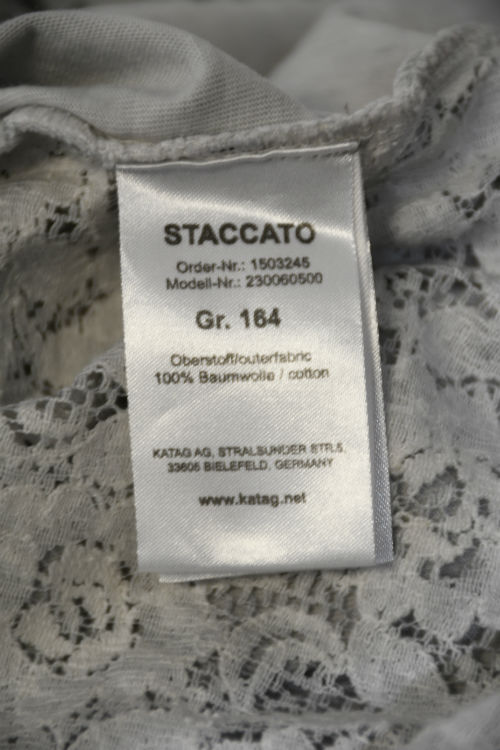 STACCATO
Order-Nr.: 1503245
Modell-Nr.: 230060500
Gr. 164
Oberstoff/outerfabric
100% Baumwolle / cotton
KATAG AG, STRALSUNDER STR.5,
33605 BIELEFELD, GERMANY
www.katag.net